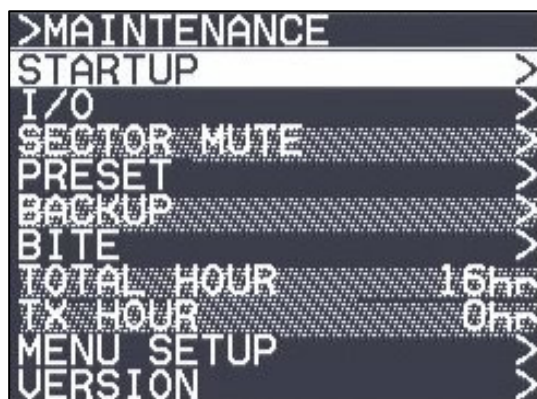 >MAINTENANCE
STARTUP >
I/O >
SECTOR MUTE >
PRESET >
BACKUP >
BITE >
TOTAL HOUR 16hr
TX HOUR 0hr
MENU SETUP >
VERSION >